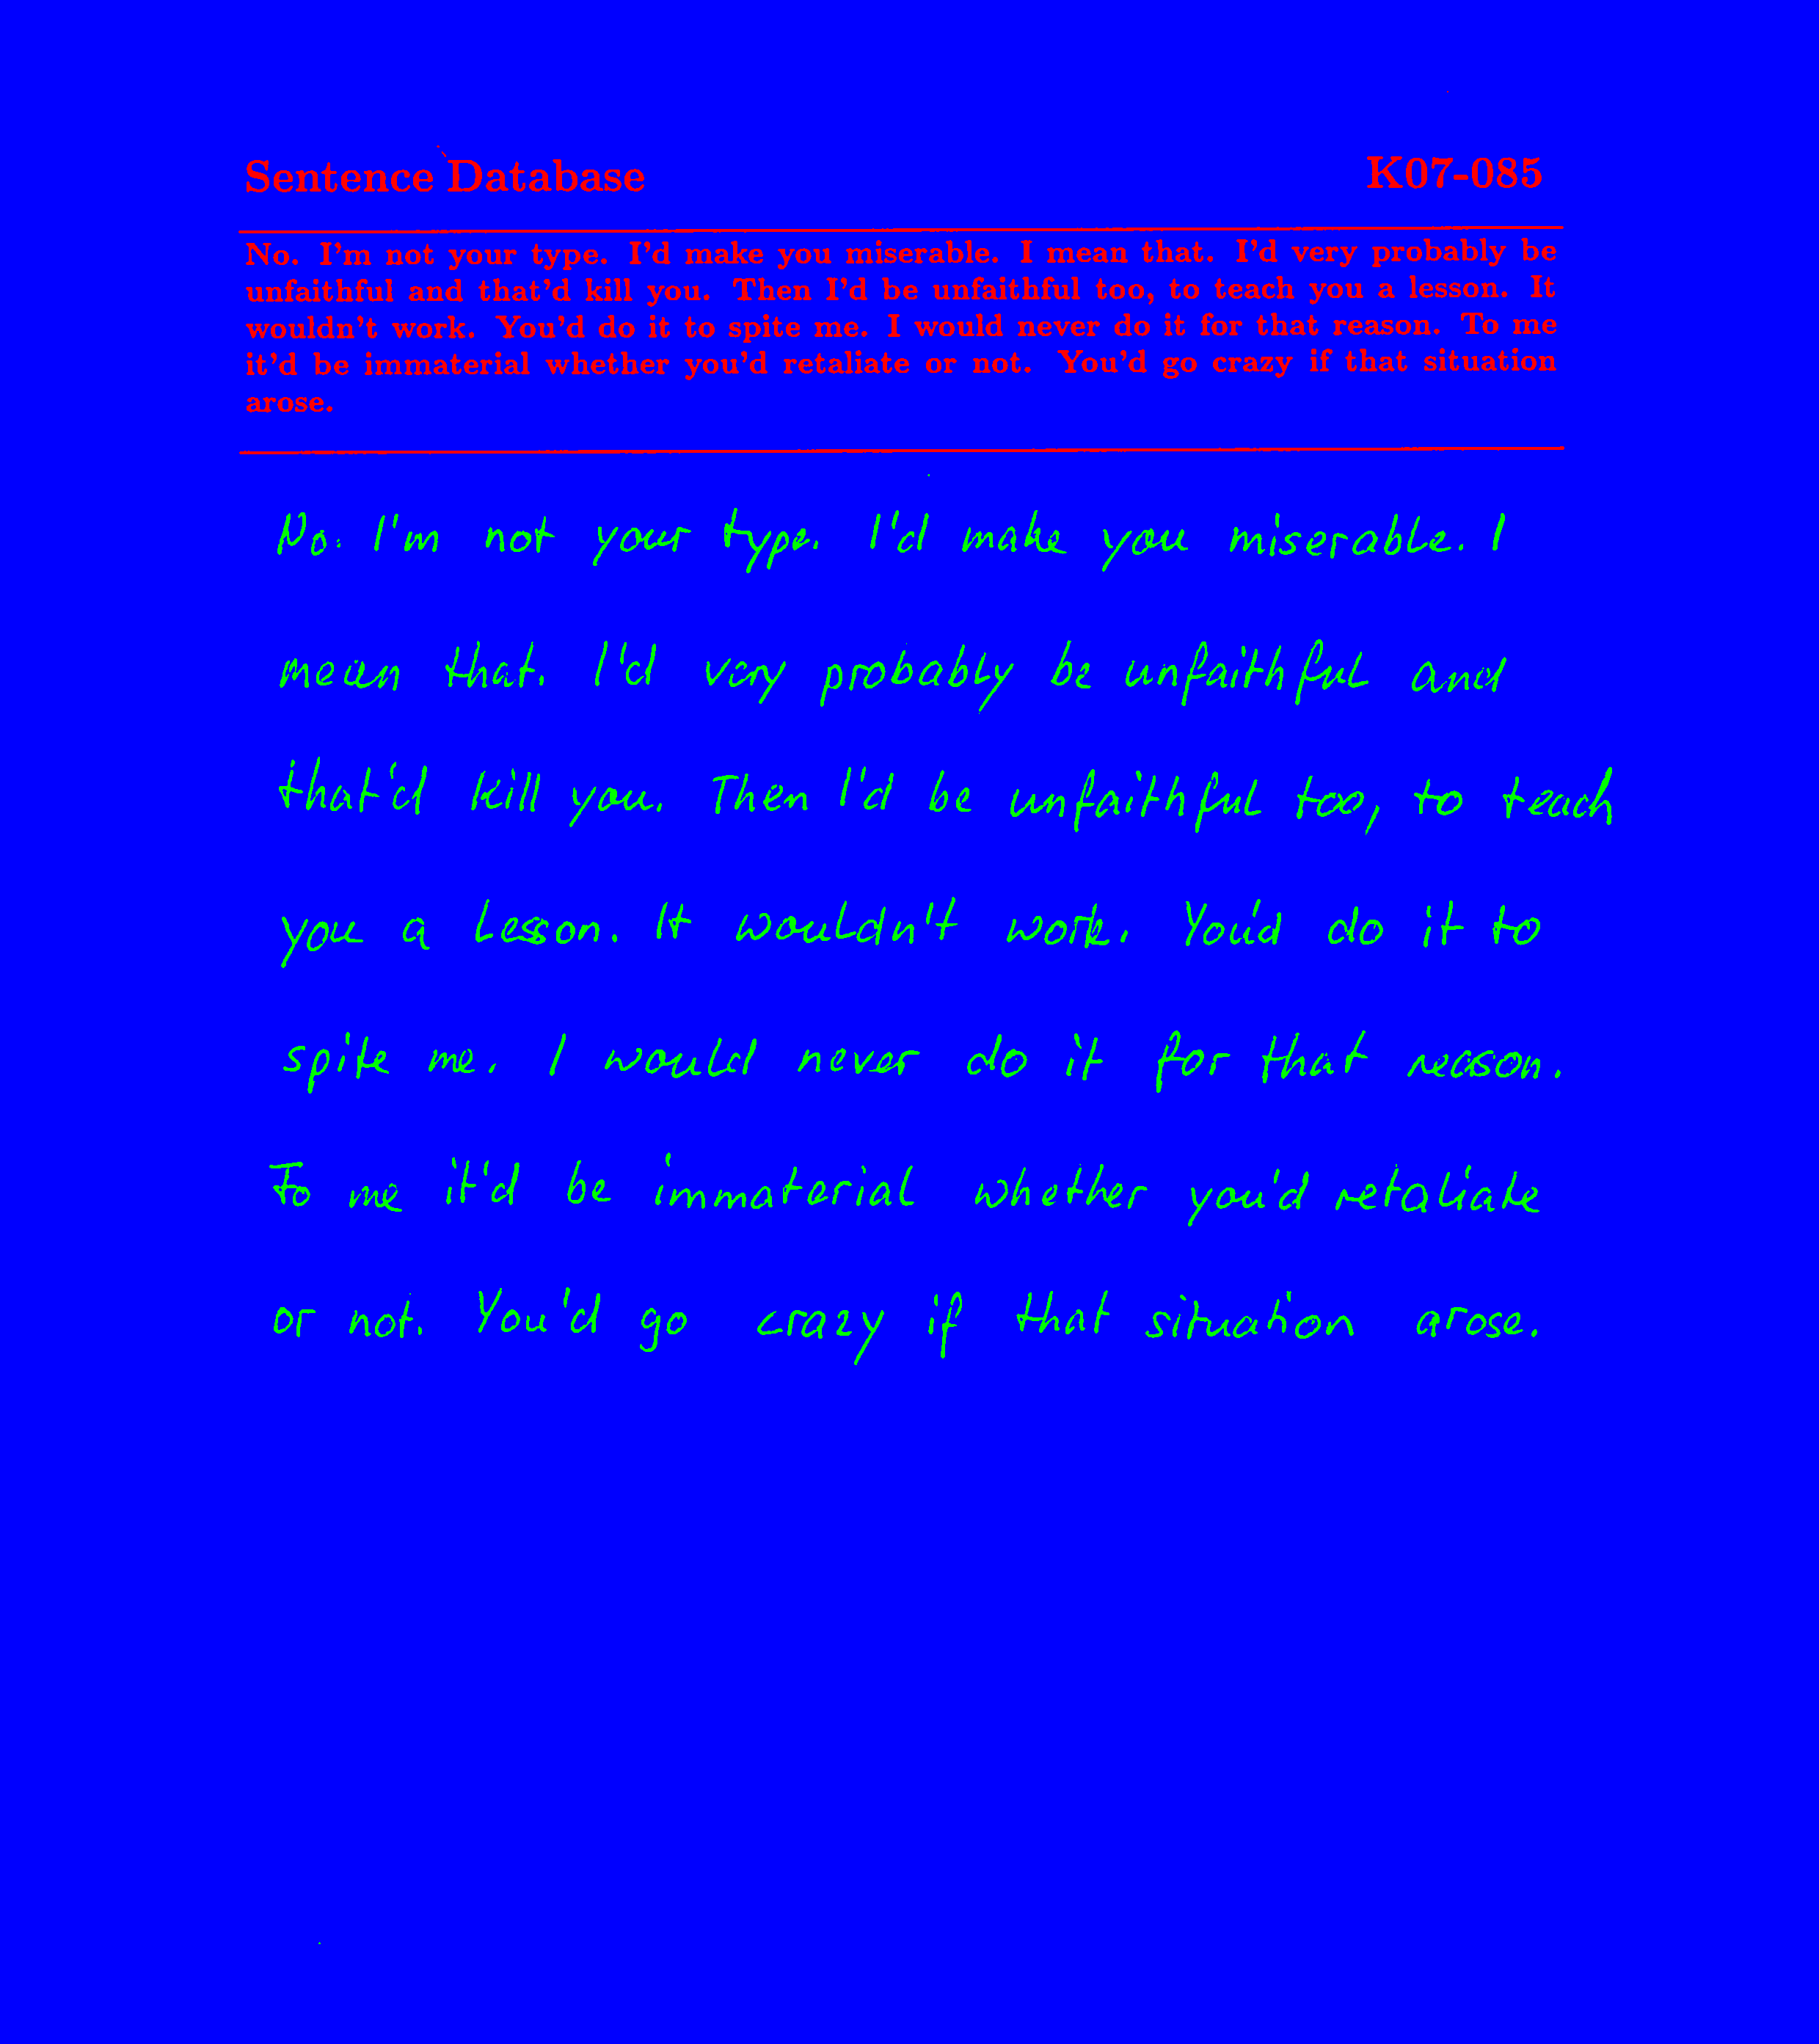 Sentence Database K07-085
No. I'm not your type. I'd make you miserable. I mean that. I'd very probably be
unfaithful and that'd kill you. Then I'd be unfaithful too, to teach you a lesson. It
wouldn't work. You'd do it to spite me. I would never do it for that reason. To me
it'd be immaterial whether you'd retaliate or not. You'd go crazy if that situation
arose.
No. I'm not your type. I'd make you miserable. I
mean that. I'd very probably be unfaithful and
that'd kill you. Then I'd be unfaithful too, to teach
you a lesson. It wouldn't work. You'd do it to
spite me. I would never do it for that reason.
To me it'd be immaterial whether you'd retaliate
or not. You'd go crazy if that situation arose.